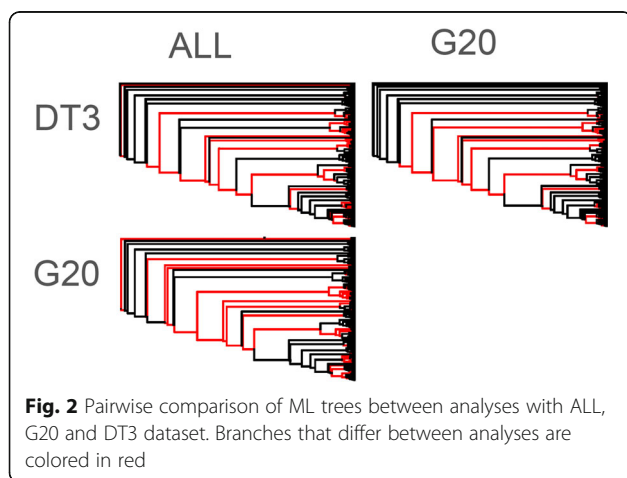 ALL
G20
DT3
G20
Fig. 2 Pairwise comparison of ML trees between analyses with ALL,
G20 and DT3 dataset. Branches that differ between analyses are
colored in red